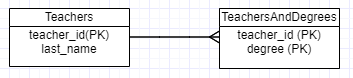 Teachers
teacher_id(PK)
last_name
TeachersAndDegrees
teacher_id (PK)
degree (PK)